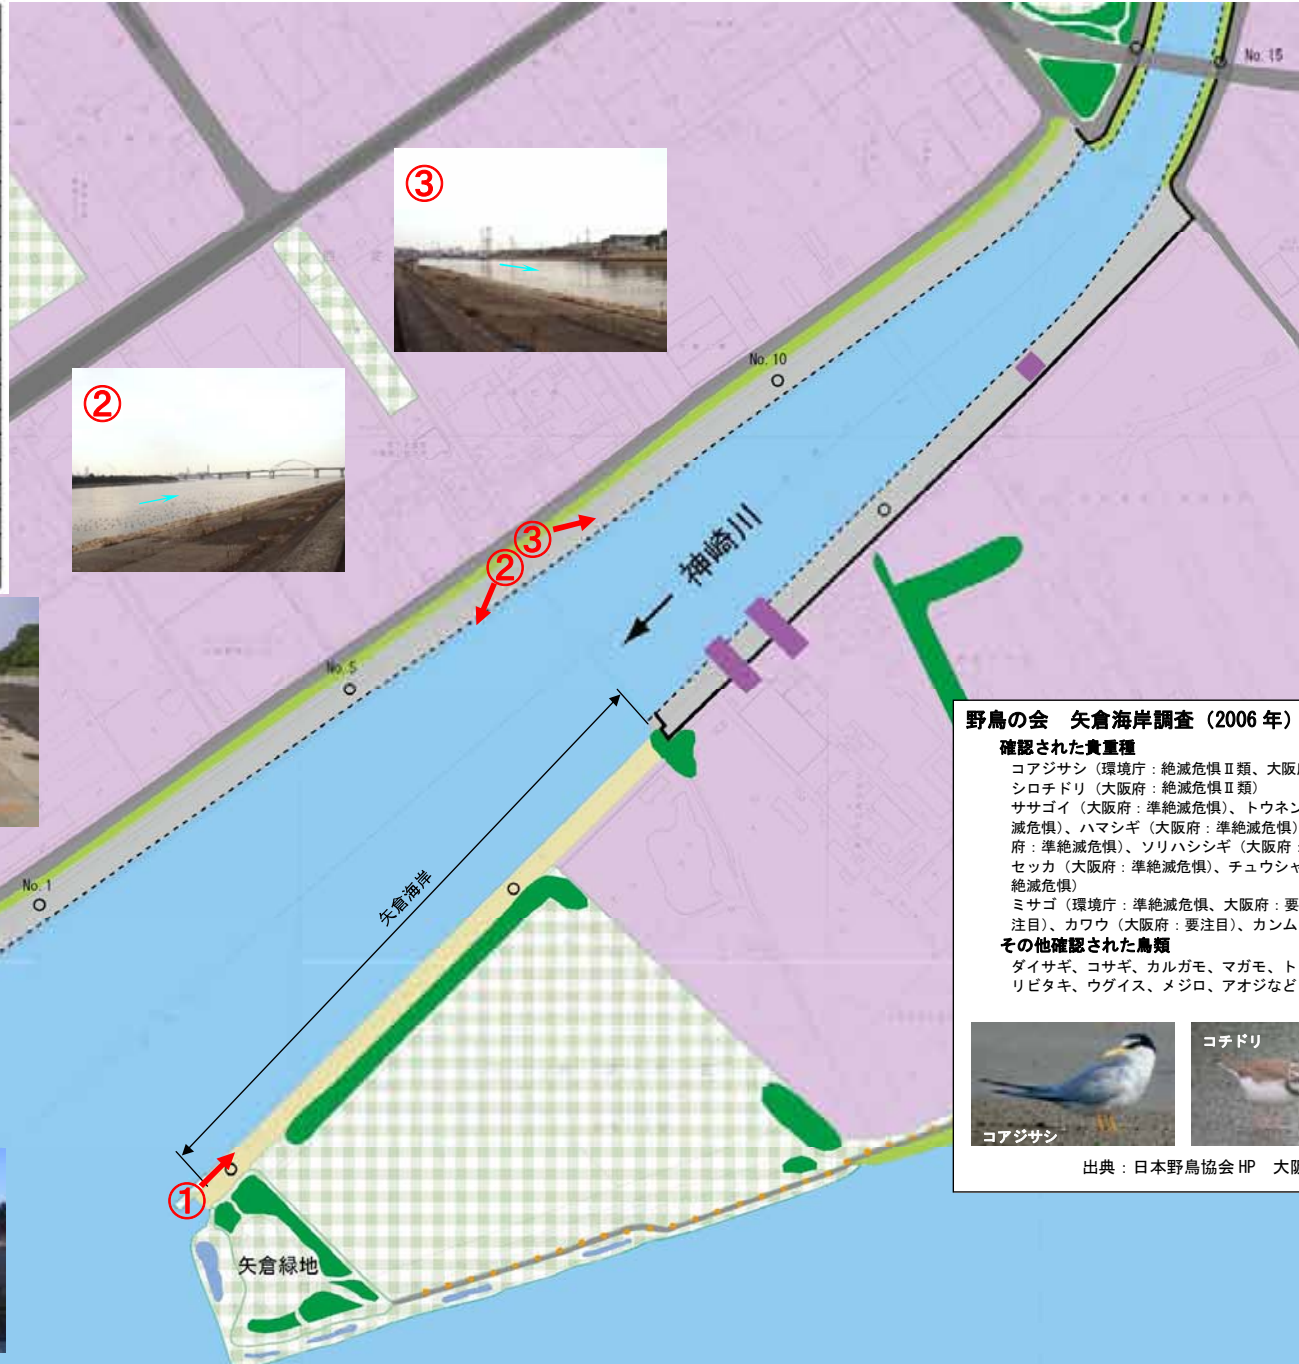 No. 15
③
No. 10
②
③
②
神崎川
No. 5
No. 1
矢倉海岸
①
矢倉緑地
野鳥の会　矢倉海岸調査（2006 年）
確認された貴重種
コアジサシ（環境庁：絶滅危惧Ⅱ類、大阪
シロチドリ（大阪府：絶滅危惧Ⅱ類）
ササゴイ（大阪府：準絶滅危惧）、トウネン
滅危惧）、ハマシギ（大阪府：準絶滅危惧）
府：準絶滅危惧）、ソリハシシギ（大阪府：
セッカ（大阪府：準絶滅危惧）、チュウシャ
絶滅危惧）
ミサゴ（環境庁：準絶滅危惧、大阪府：要
注目）、カワウ（大阪府：要注目）、カンム
その他確認された鳥類
ダイサギ、コサギ、カルガモ、マガモ、ト
リビタキ、ウグイス、メジロ、アオジなど
コアジサシ
コチドリ
出典：日本野鳥協会 HP　大阪